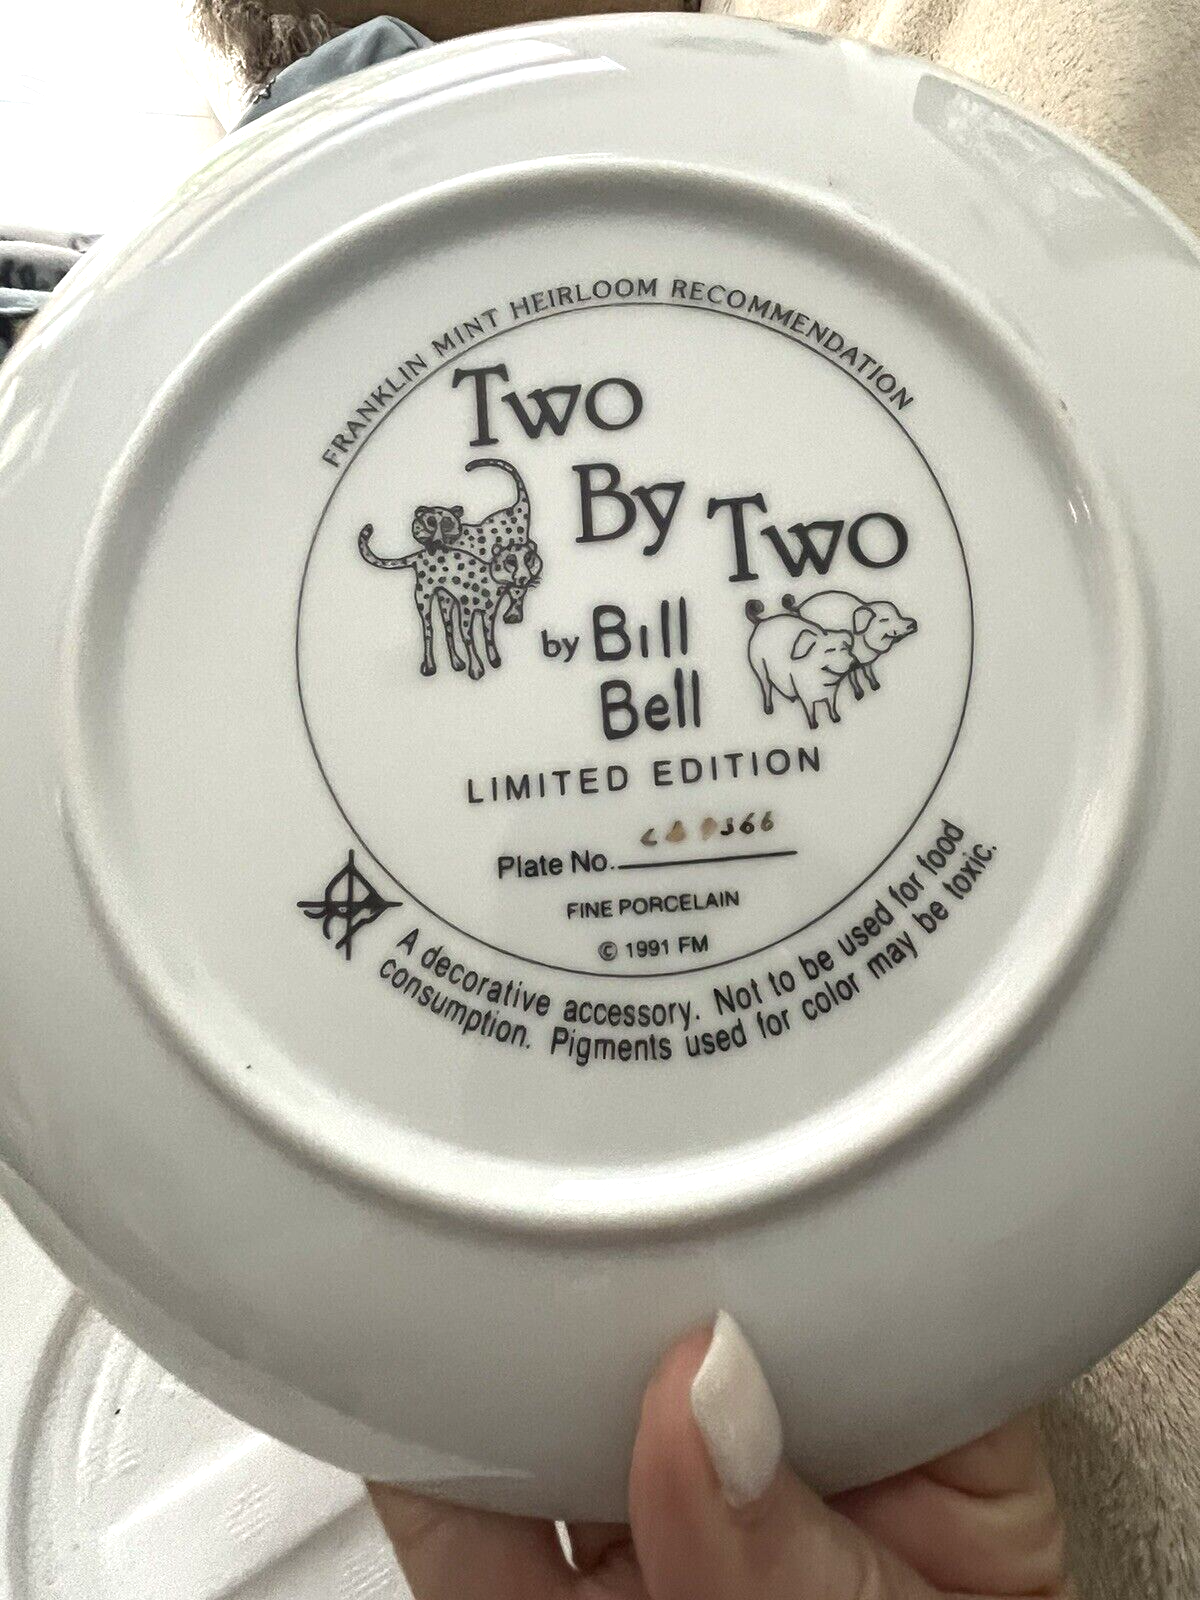 FRANKLIN MINT HEIRLOOM RECOMMENDATION
Two
By Two
by Bill
Bell
LIMITED EDITION
Plate No.
FINE PORCELAIN
© 1991 FM
A decorative accessory. Not to be used for food
consumption. Pigments used for color may be toxic.